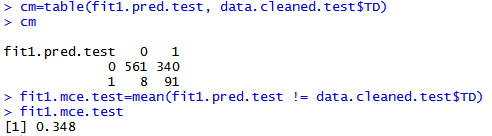 > cm=table(fit1.pred.test, data.cleaned.test$TD)
> cm

fit1.pred.test   0   1
             0 561 340
             1   8  91
> fit1.mce.test=mean(fit1.pred.test != data.cleaned.test$TD)
> fit1.mce.test
[1] 0.348